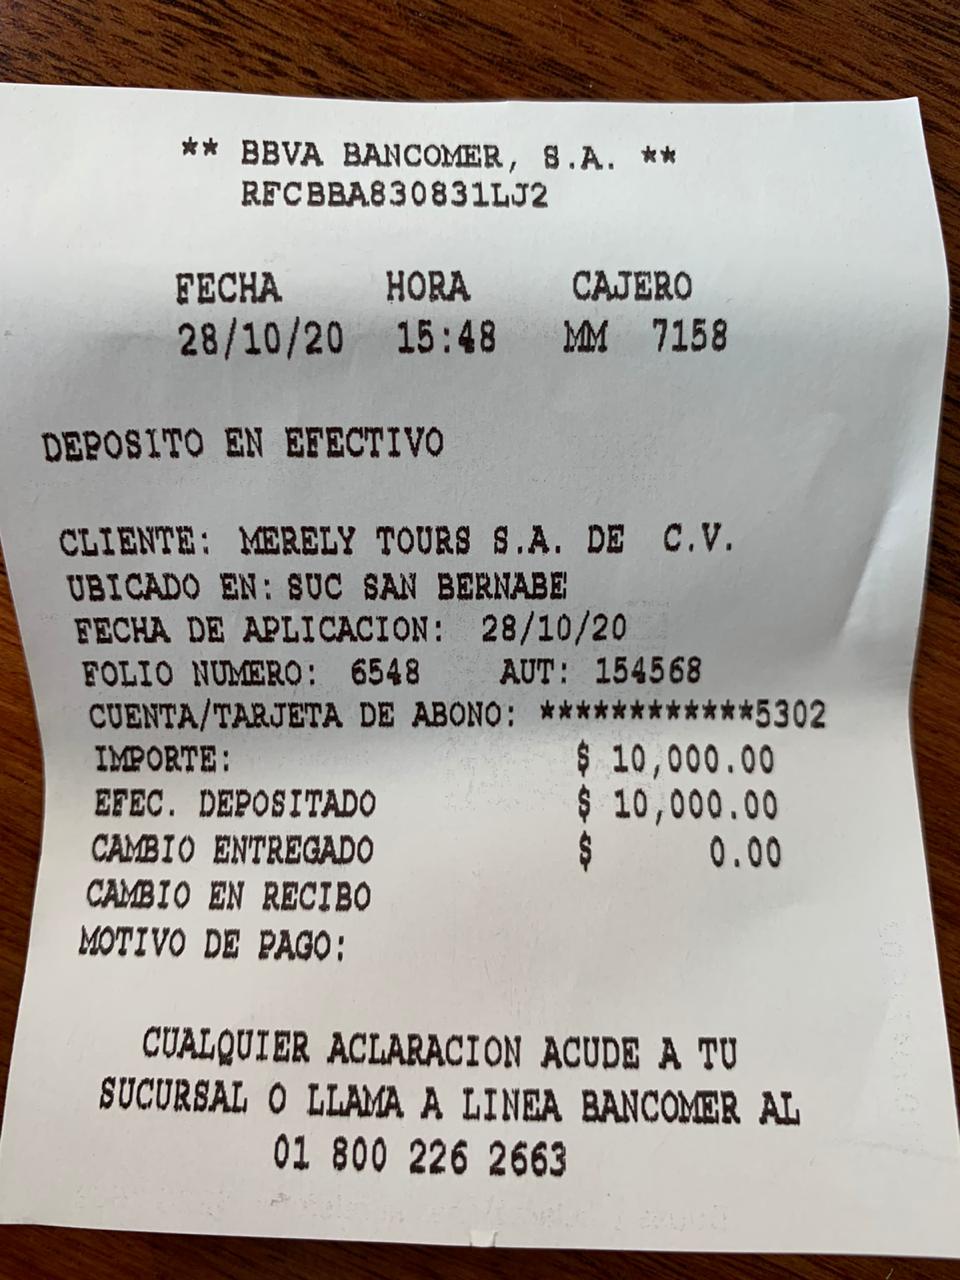 ** BBVA BANCOMER, S.A. **
RFCBBA830831LJ2
FECHA HORA CAJERO
28/10/20 15:48 MM 7158
DEPOSITO EN EFECTIVO
CLIENTE: MERELY TOURS S.A. DE C.V.
UBICADO EN: SUC SAN BERNABE
FECHA DE APLICACION: 28/10/20
FOLIO NUMERO: 6548 AUT: 154568
CUENTA/TARJETA DE ABONO: ************5302
IMPORTE: $ 10,000.00
EFEC. DEPOSITADO $ 10,000.00
CAMBIO ENTREGADO $ 0.00
CAMBIO EN RECIBO
MOTIVO DE PAGO:
CUALQUIER ACLARACION ACUDE A TU
SUCURSAL O LLAMA A LINEA BANCOMER AL
01 800 226 2663